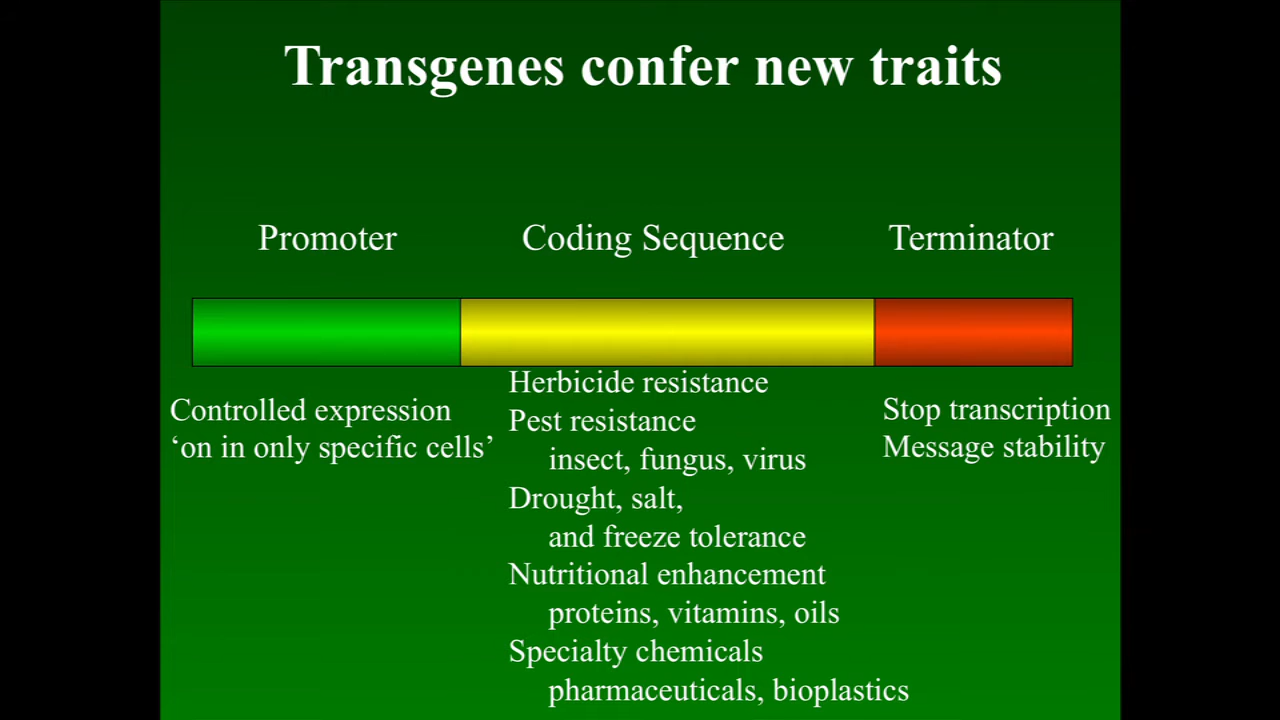 Transgenes confer new traits
Promoter
Coding Sequence
Terminator
Controlled expression
‘on in only specific cells’
Herbicide resistance
Pest resistance
insect, fungus, virus
Drought, salt,
and freeze tolerance
Nutritional enhancement
proteins, vitamins, oils
Specialty chemicals
pharmaceuticals, bioplastics
Stop transcription
Message stability